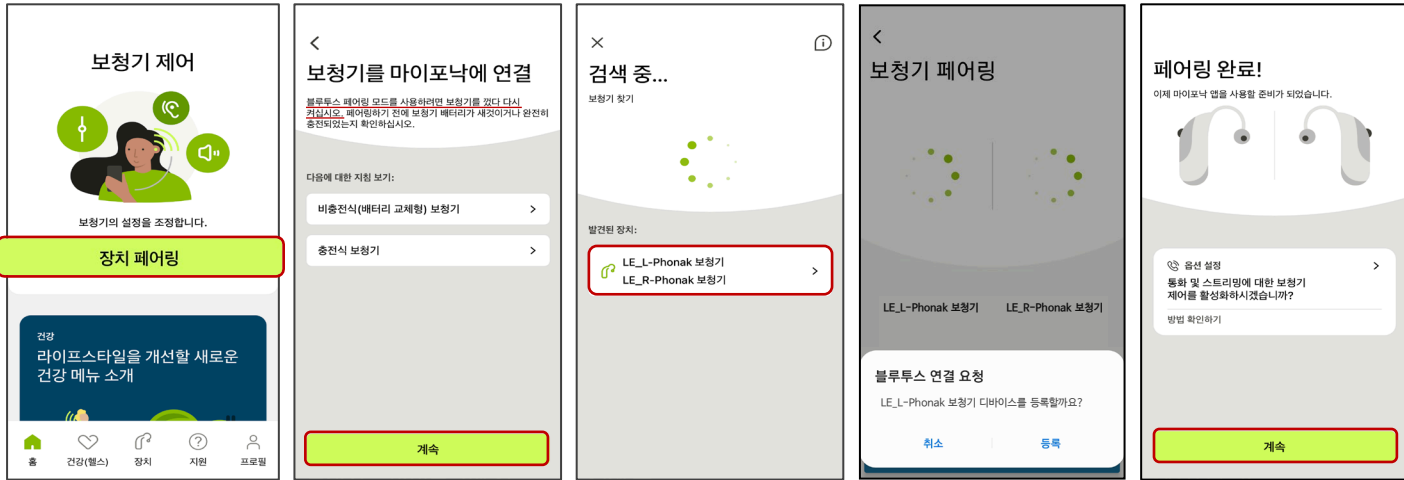 보청기 제어
보청기의 설정을 조정합니다.
장치 페어링
건강
라이프스타일을 개선할 새로운
건강 메뉴 소개
홈
건강(헬스)
장치
지원
프로필
보청기를 마이포낙에 연결
블루투스 페어링 모드를 사용하려면 보청기를 껐다 다시
켜십시오. 페어링하기 전에 보청기 배터리가 새것이거나 완전히
충전되었는지 확인하십시오.
다음에 대한 지침 보기:
비충전식(배터리 교체형) 보청기
충전식 보청기
계속
검색 중...
보청기 찾기
발견된 장치:
LE_L-Phonak 보청기
LE_R-Phonak 보청기
보청기 페어링
LE_L-Phonak 보청기
LE_R-Phonak 보청기
블루투스 연결 요청
LE_L-Phonak 보청기 디바이스를 등록할까요?
취소
등록
페어링 완료!
이제 마이포낙 앱을 사용할 준비가 되었습니다.
옵션 설정
통화 및 스트리밍에 대한 보청기
제어를 활성화하시겠습니까?
방법 확인하기
계속